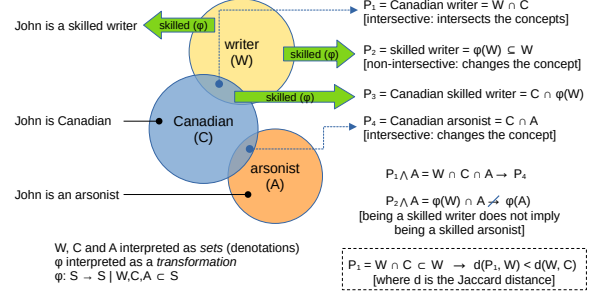 P₁ = Canadian writer = W ∩ C
[intersective: intersects the concepts]
John is a skilled writer
skilled (φ)
writer
(W)
skilled (φ)
P₂ = skilled writer = φ(W) ⊆ W
[non-intersective: changes the concept]
skilled (φ)
P₃ = Canadian skilled writer = C ∩ φ(W)
John is Canadian
Canadian
(C)
P₄ = Canadian arsonist = C ∩ A
[intersective: changes the concept]
arsonist
(A)
John is an arsonist
P₁ ⋀ A = W ∩ C ∩ A → P₄
P₂ ⋀ A = φ(W) ∩ A ↛ φ(A)
[being a skilled writer does not imply
being a skilled arsonist]
W, C and A interpreted as sets (denotations)
φ interpreted as a transformation
φ: S → S | W,C,A ⊂ S
P₁ = W ∩ C ⊂ W → d(P₁, W) < d(W, C)
[where d is the Jaccard distance]